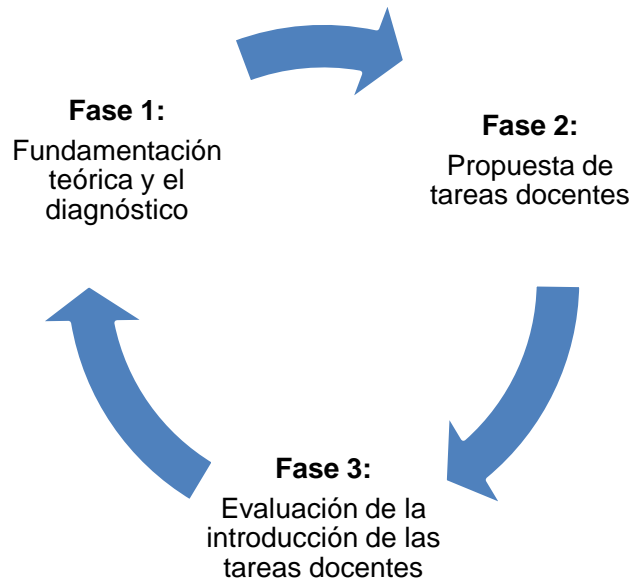 Fase 1:
Fundamentación
teórica y el
diagnóstico
Fase 2:
Propuesta de
tareas docentes
Fase 3:
Evaluación de la
introducción de las
tareas docentes